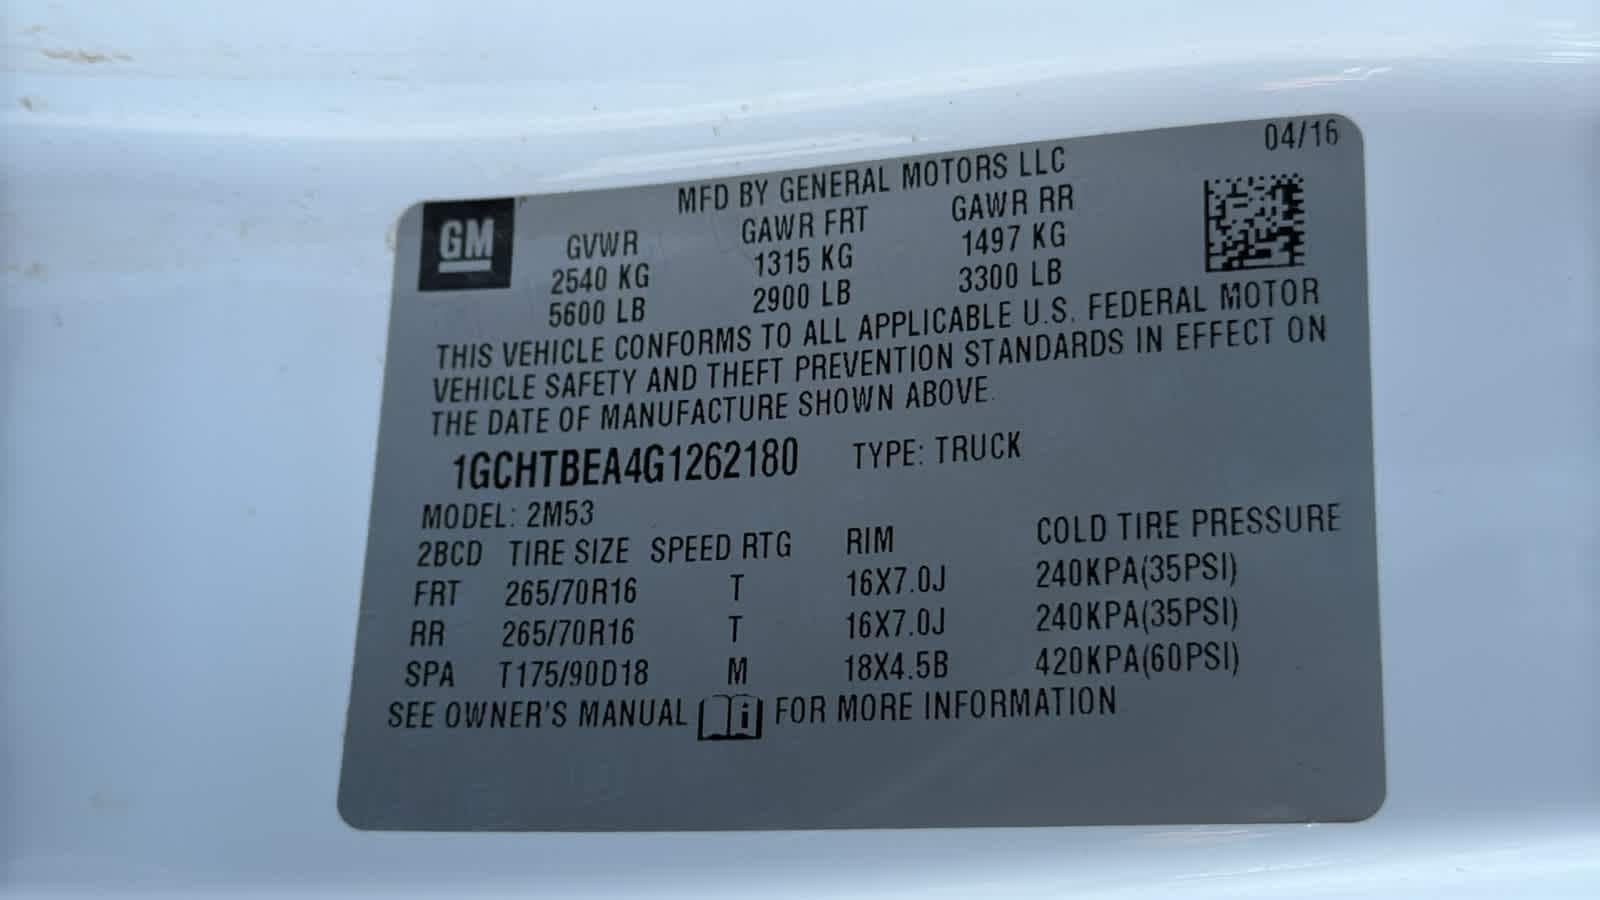 04/16
MFD BY GENERAL MOTORS LLC
GM
GVWR GAWR FRT GAWR RR
2540 KG 1315 KG 1497 KG
5600 LB 2900 LB 3300 LB
THIS VEHICLE CONFORMS TO ALL APPLICABLE U.S. FEDERAL MOTOR
VEHICLE SAFETY AND THEFT PREVENTION STANDARDS IN EFFECT ON
THE DATE OF MANUFACTURE SHOWN ABOVE.
1GCHTBEA4G1262180 TYPE: TRUCK
MODEL: 2M53
2BCD TIRE SIZE SPEED RTG RIM COLD TIRE PRESSURE
FRT 265/70R16 T 16X7.0J 240KPA(35PSI)
RR 265/70R16 T 16X7.0J 240KPA(35PSI)
SPA T175/90D18 M 18X4.5B 420KPA(60PSI)
SEE OWNER'S MANUAL i FOR MORE INFORMATION